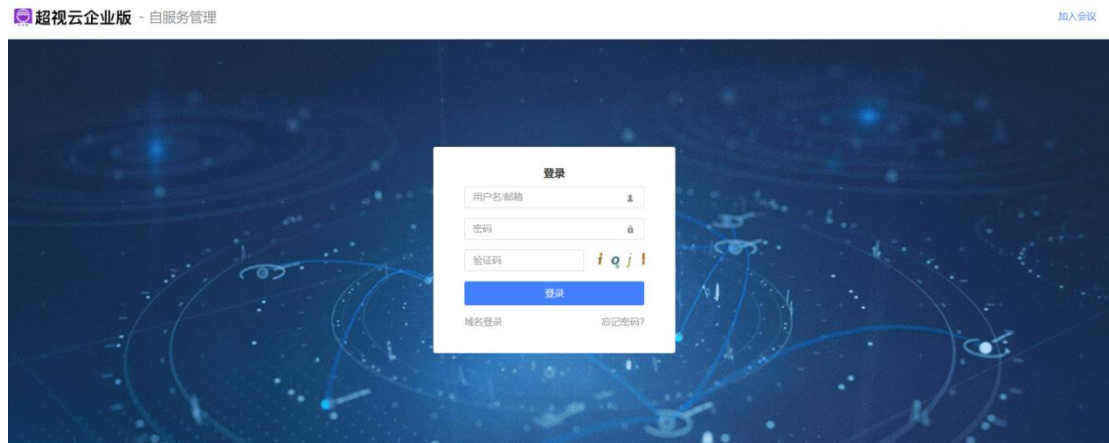 超视云企业版 - 自服务管理
加入会议
登录
用户名/邮箱
密码
验证码
登录
域名登录 忘记密码?